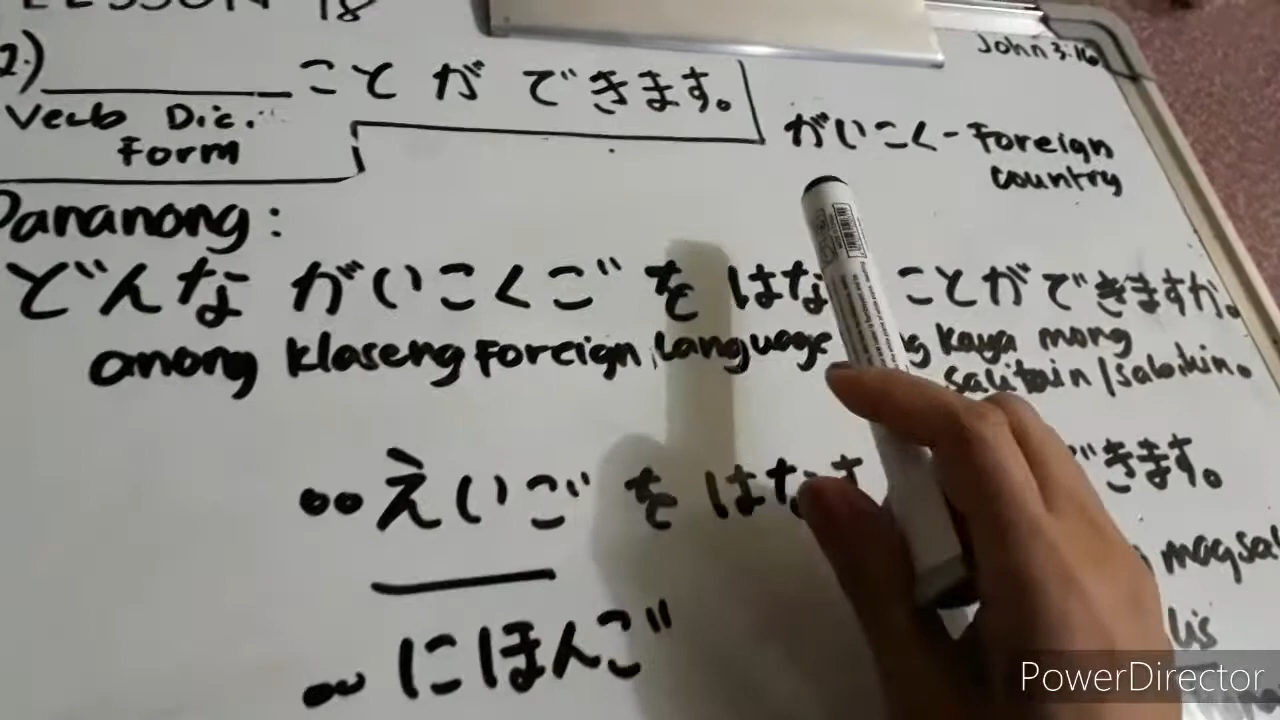 LESSON 18
John 3:16
2.) ______ ことができます。
Verb Dic.
Form
がいこく - Foreign
country
Pananong:
どんな がいこくごを はな ことができますか。
anong klaseng foreign language kaya mong
salitain /sabihin.
えいごを はなす できます。
にほんご
PowerDirector